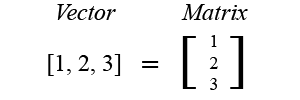 Vector Matrix
[1, 2, 3] = [ 1
2
3 ]